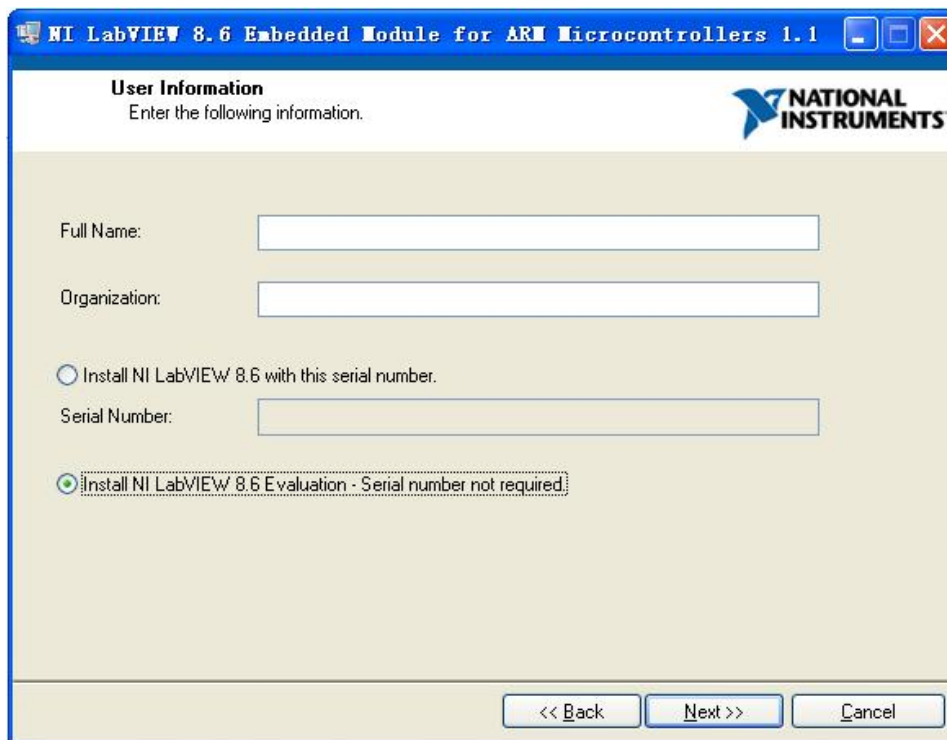 NI LabVIEW 8.6 Embedded Module for ARM Microcontrollers 1.1
User Information
Enter the following information.
NATIONAL
INSTRUMENTS
Full Name:
Organization:
Install NI LabVIEW 8.6 with this serial number.
Serial Number:
Install NI LabVIEW 8.6 Evaluation - Serial number not required.
<< Back
Next >>
Cancel